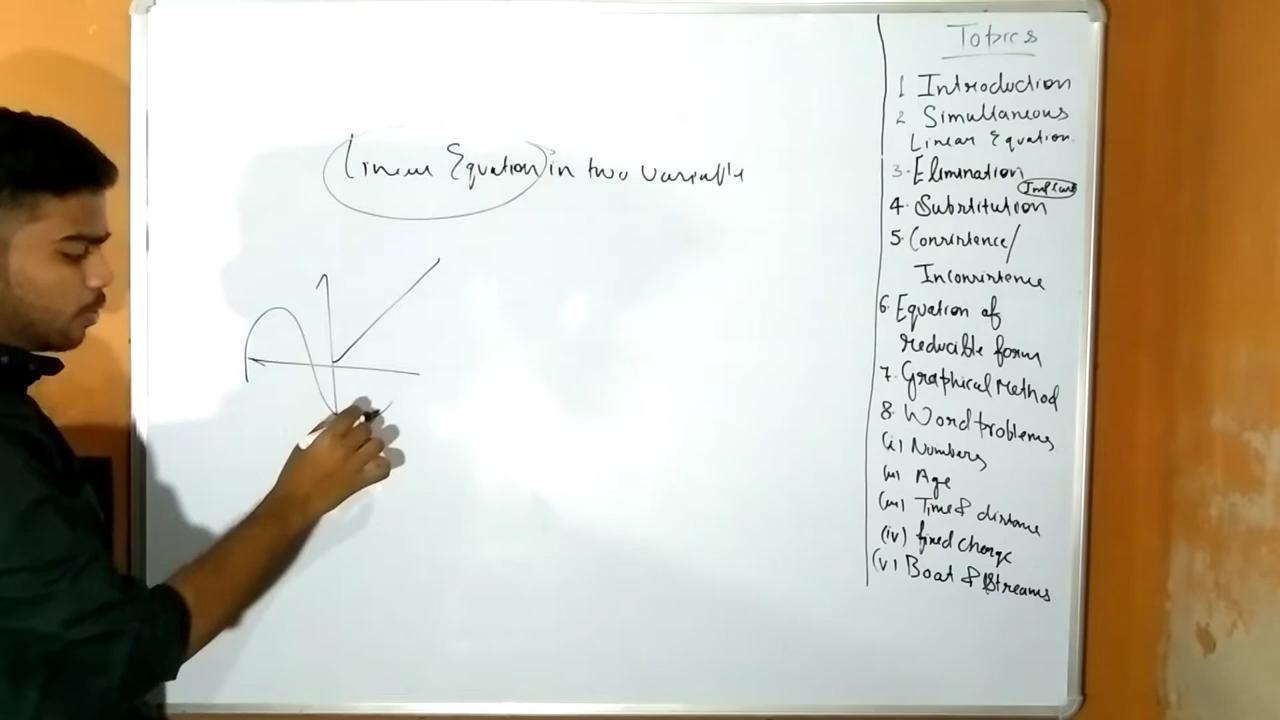 Linear Equation in two variable
Topics
1 Introduction
2 Simultaneous
Linear Equation
3. Elimination
4. Substitution
5. Consistence/
Inconsistence
6. Equation of
reducible form
7. Graphical Method
8. Word problems
(i) Numbers
(ii) Age
(iii) Time & distance
(iv) fixed charge
(v) Boat & Streams